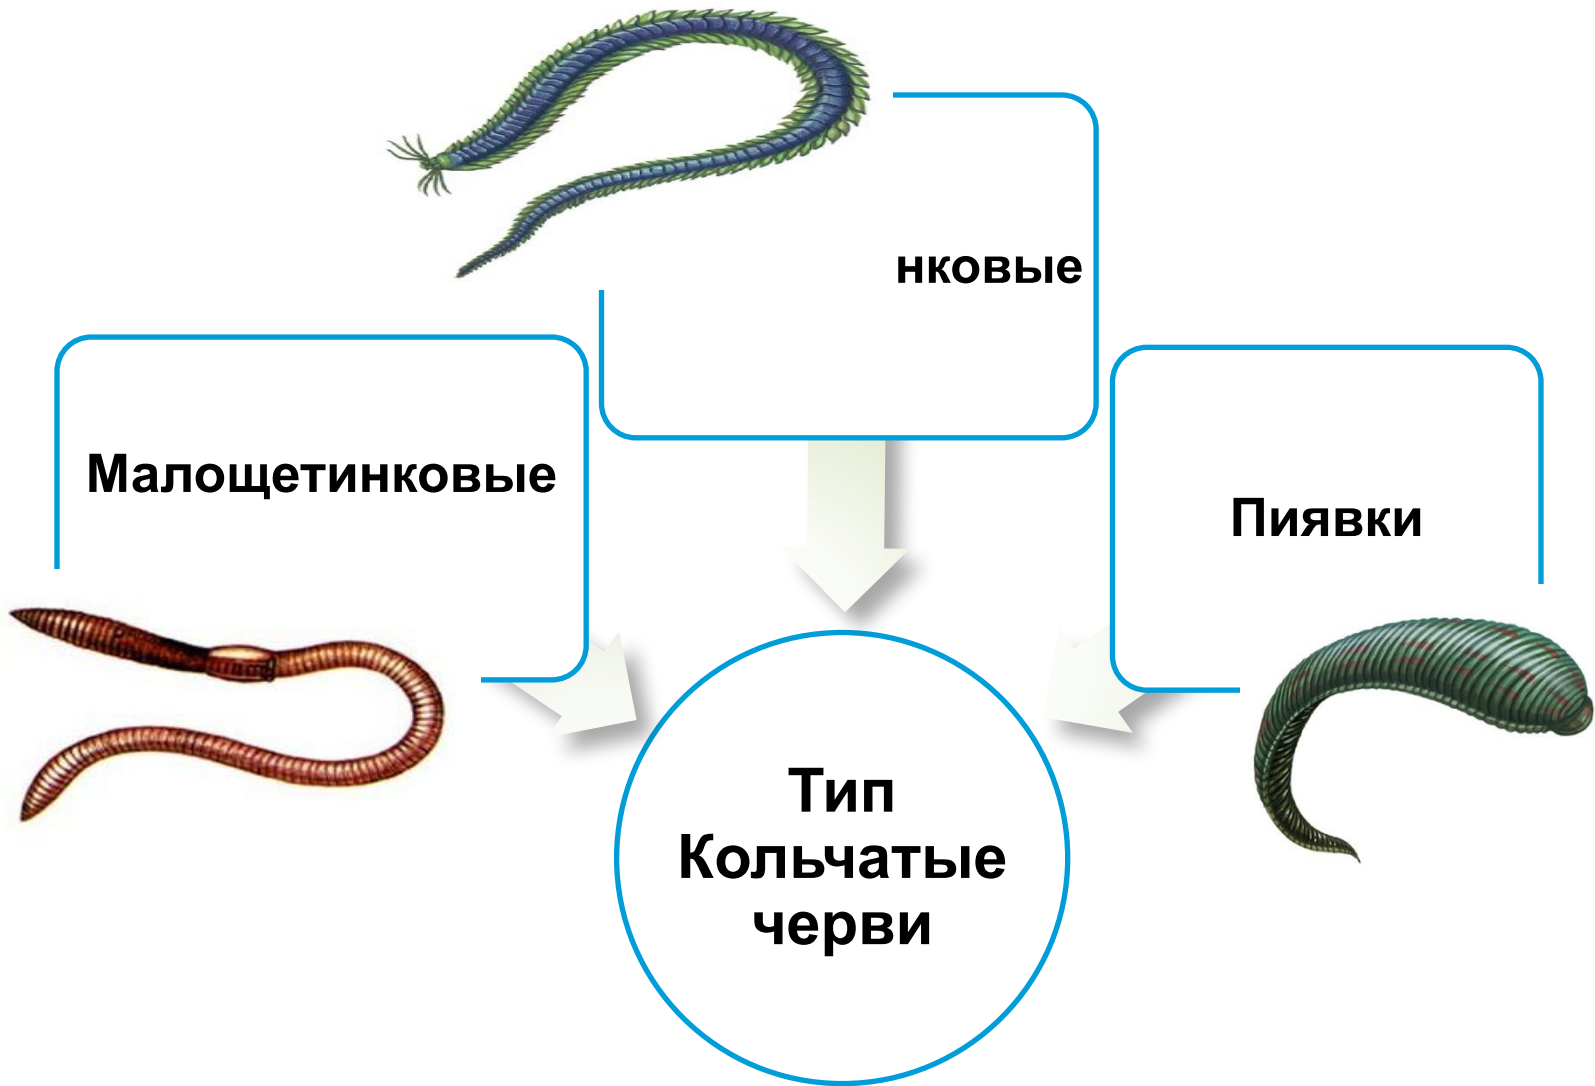 нковые
Малощетинковые
Пиявки
Тип
Кольчатые
черви